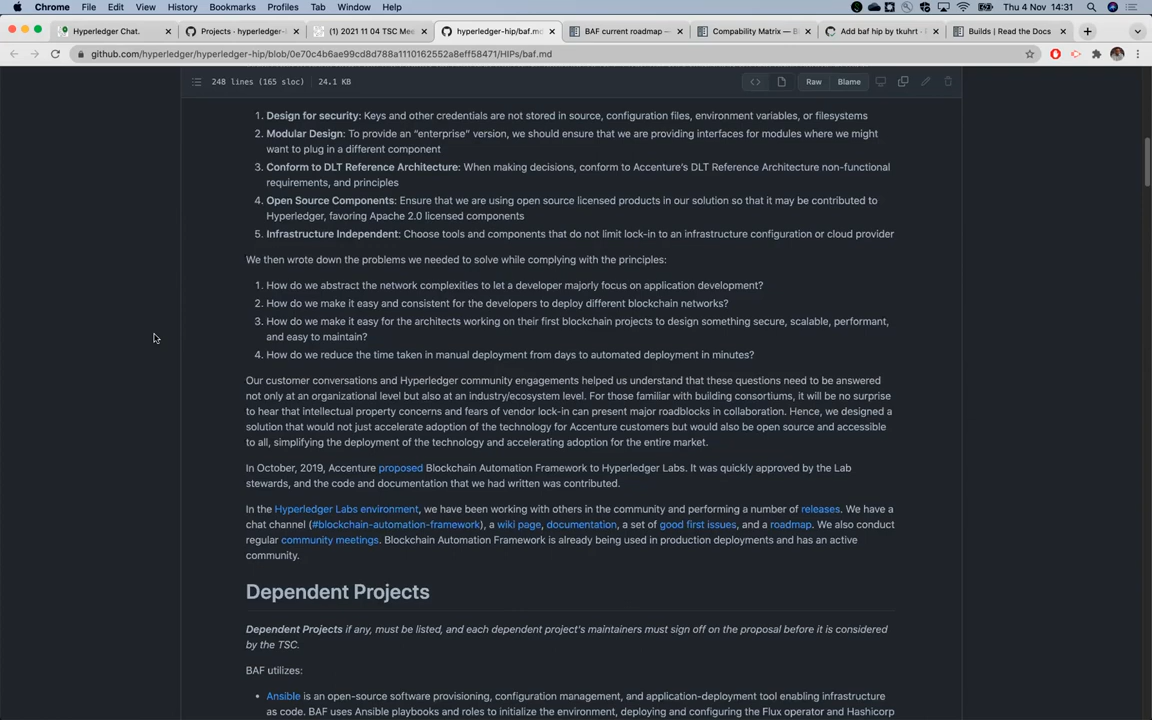 Chrome File Edit View History Bookmarks Profiles Tab Window Help Thu 4 Nov 14:31
Hyperledger Chat. Projects · hyperledger-h (1) 2021 11 04 TSC Mee hyperledger-hip/baf.md BAF current roadmap — Compability Matrix — B Add baf hip by tkuhrt · P Builds | Read the Docs
github.com/hyperledger/hyperledger-hip/blob/0e70c4b6ae99cd8d788a1110162552a8eff58471/HIPs/baf.md
248 lines (165 sloc) 24.1 KB Raw Blame
1. Design for security: Keys and other credentials are not stored in source, configuration files, environment variables, or filesystems
2. Modular Design: To provide an “enterprise” version, we should ensure that we are providing interfaces for modules where we might
want to plug in a different component
3. Conform to DLT Reference Architecture: When making decisions, conform to Accenture's DLT Reference Architecture non-functional
requirements, and principles
4. Open Source Components: Ensure that we are using open source licensed products in our solution so that it may be contributed to
Hyperledger, favoring Apache 2.0 licensed components
5. Infrastructure Independent: Choose tools and components that do not limit lock-in to an infrastructure configuration or cloud provider
We then wrote down the problems we needed to solve while complying with the principles:
1. How do we abstract the network complexities to let a developer majorly focus on application development?
2. How do we make it easy and consistent for the developers to deploy different blockchain networks?
3. How do we make it easy for the architects working on their first blockchain projects to design something secure, scalable, performant,
and easy to maintain?
4. How do we reduce the time taken in manual deployment from days to automated deployment in minutes?
Our customer conversations and Hyperledger community engagements helped us understand that these questions need to be answered
not only at an organizational level but also at an industry/ecosystem level. For those familiar with building consortiums, it will be no surprise
to hear that intellectual property concerns and fears of vendor lock-in can present major roadblocks in collaboration. Hence, we designed a
solution that would not just accelerate adoption of the technology for Accenture customers but would also be open source and accessible
to all, simplifying the deployment of the technology and accelerating adoption for the entire market.
In October, 2019, Accenture proposed Blockchain Automation Framework to Hyperledger Labs. It was quickly approved by the Lab
stewards, and the code and documentation that we had written was contributed.
In the Hyperledger Labs environment, we have been working with others in the community and performing a number of releases. We have a
chat channel (#blockchain-automation-framework), a wiki page, documentation, a set of good first issues, and a roadmap. We also conduct
regular community meetings. Blockchain Automation Framework is already being used in production deployments and has an active
community.
Dependent Projects
Dependent Projects if any, must be listed, and each dependent project's maintainers must sign off on the proposal before it is considered
by the TSC.
BAF utilizes:
• Ansible is an open-source software provisioning, configuration management, and application-deployment tool enabling infrastructure
as code. BAF uses Ansible playbooks and roles to initialize the environment, deploying and configuring the Flux operator and Hashicorp